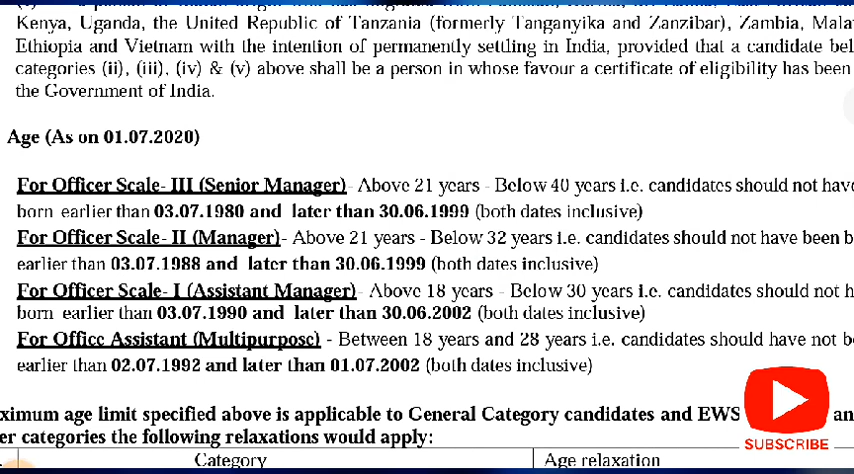 Kenya, Uganda, the United Republic of Tanzania (formerly Tanganyika and Zanzibar), Zambia, Mala
Ethiopia and Vietnam with the intention of permanently settling in India, provided that a candidate bel
categories (ii), (iii), (iv) & (v) above shall be a person in whose favour a certificate of eligibility has been
the Government of India.
Age (As on 01.07.2020)
For Officer Scale- III (Senior Manager)- Above 21 years - Below 40 years i.e. candidates should not have
born earlier than 03.07.1980 and later than 30.06.1999 (both dates inclusive)
For Officer Scale- II (Manager)- Above 21 years - Below 32 years i.e. candidates should not have been b
earlier than 03.07.1988 and later than 30.06.1999 (both dates inclusive)
For Officer Scale- I (Assistant Manager)- Above 18 years - Below 30 years i.e. candidates should not h
born earlier than 03.07.1990 and later than 30.06.2002 (both dates inclusive)
For Office Assistant (Multipurpose) - Between 18 years and 28 years i.e. candidates should have not b
earlier than 02.07.1992 and later than 01.07.2002 (both dates inclusive)
ximum age limit specified above is applicable to General Category candidates and EWS an
er categories the following relaxations would apply:
SUBSCRIBE
Category Age relaxation